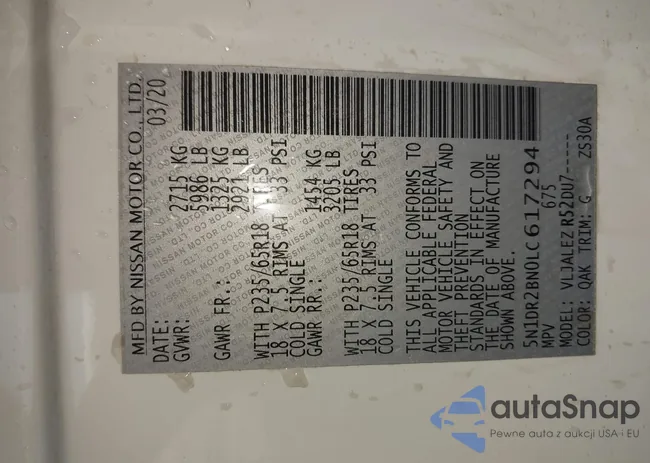 MFD BY NISSAN MOTOR CO., LTD.
DATE: 03/20
GVWR: 2715 KG
5986 LB
GAWR FR.: 1325 KG
2921 LB
WITH P235/65R18 TIRES
18 X 7.5 RIMS AT 33 PSI
COLD SINGLE
GAWR RR.: 1454 KG
3205 LB
WITH P235/65R18 TIRES
18 X 7.5 RIMS AT 33 PSI
COLD SINGLE
THIS VEHICLE CONFORMS TO
ALL APPLICABLE FEDERAL
MOTOR VEHICLE SAFETY AND
THEFT PREVENTION
STANDARDS IN EFFECT ON
THE DATE OF MANUFACTURE
SHOWN ABOVE.
5N1DR2BN0LC617294
MPV 675
MODEL: VLJALEZ R52DU7-----
COLOR: QAK TRIM: G ZS30A
autaSnap
Pewne auta z aukcji USA i EU